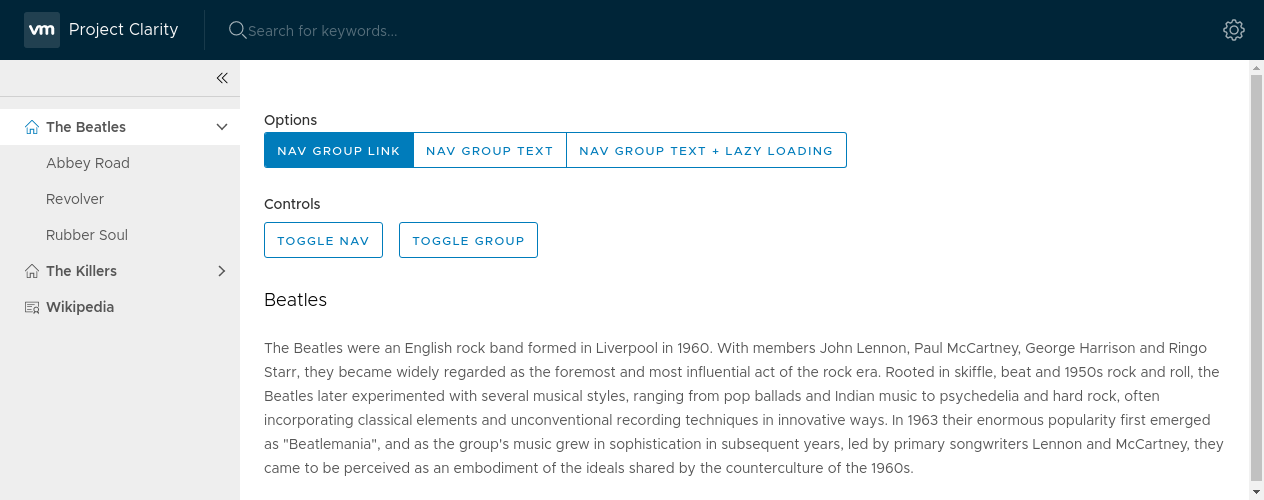 vm Project Clarity Search for keywords...
The Beatles
Abbey Road
Revolver
Rubber Soul
The Killers
Wikipedia
Options
NAV GROUP LINK NAV GROUP TEXT NAV GROUP TEXT + LAZY LOADING
Controls
TOGGLE NAV TOGGLE GROUP
Beatles
The Beatles were an English rock band formed in Liverpool in 1960. With members John Lennon, Paul McCartney, George Harrison and Ringo
Starr, they became widely regarded as the foremost and most influential act of the rock era. Rooted in skiffle, beat and 1950s rock and roll, the
Beatles later experimented with several musical styles, ranging from pop ballads and Indian music to psychedelia and hard rock, often
incorporating classical elements and unconventional recording techniques in innovative ways. In 1963 their enormous popularity first emerged
as "Beatlemania", and as the group's music grew in sophistication in subsequent years, led by primary songwriters Lennon and McCartney, they
came to be perceived as an embodiment of the ideals shared by the counterculture of the 1960s.